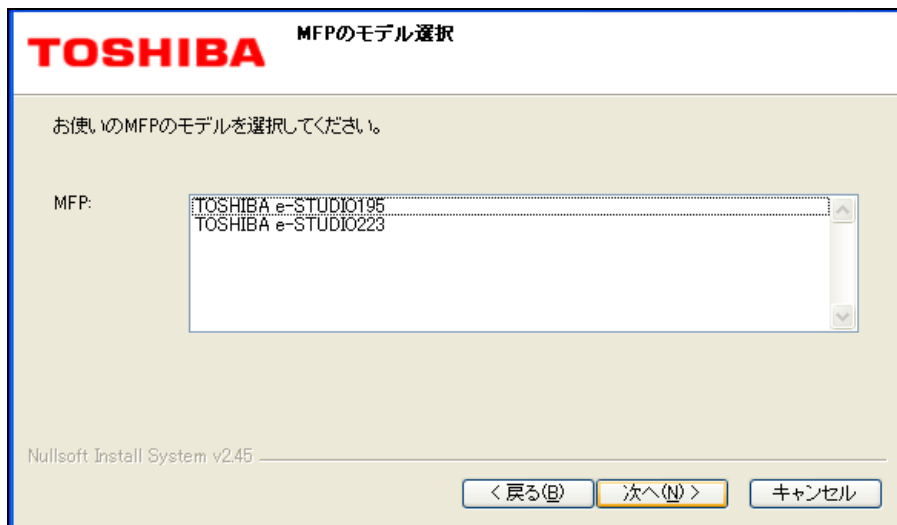 TOSHIBA
MFPのモデル選択
お使いのMFPのモデルを選択してください。
MFP:
TOSHIBA e-STUDIO195
TOSHIBA e-STUDIO223
Nullsoft Install System v2.45
< 戻る(B)
次へ(N) >
キャンセル